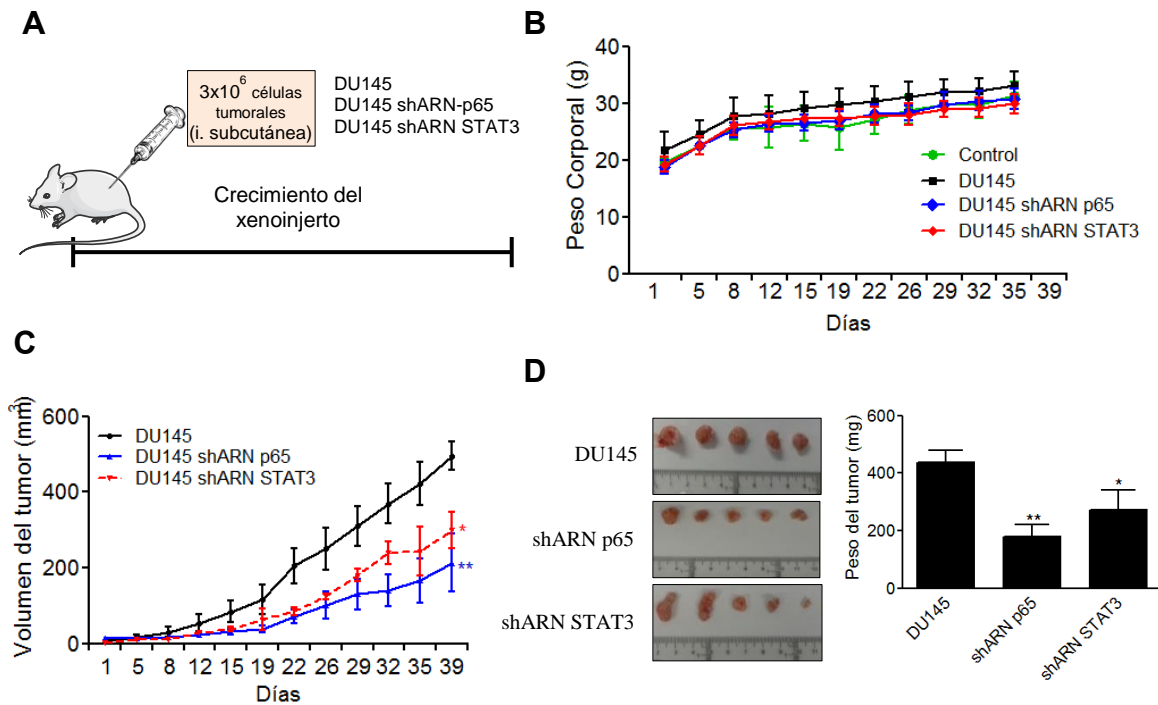 A
3x10⁶ células
tumorales
(i. subcutánea)
DU145
DU145 shARN-p65
DU145 shARN STAT3
Crecimiento del
xenoinjerto
B
Peso Corporal (g)
40
30
20
10
0
Control
DU145
DU145 shARN p65
DU145 shARN STAT3
1 5 8 12 15 19 22 26 29 32 35 39
Días
C
Volumen del tumor (mm³)
600
400
200
0
DU145
DU145 shARN p65
DU145 shARN STAT3
*
**
1 5 8 12 15 19 22 26 29 32 35 39
Días
D
DU145
shARN p65
shARN STAT3
Peso del tumor (mg)
600
400
200
0
**
*
DU145
shARN p65
shARN STAT3